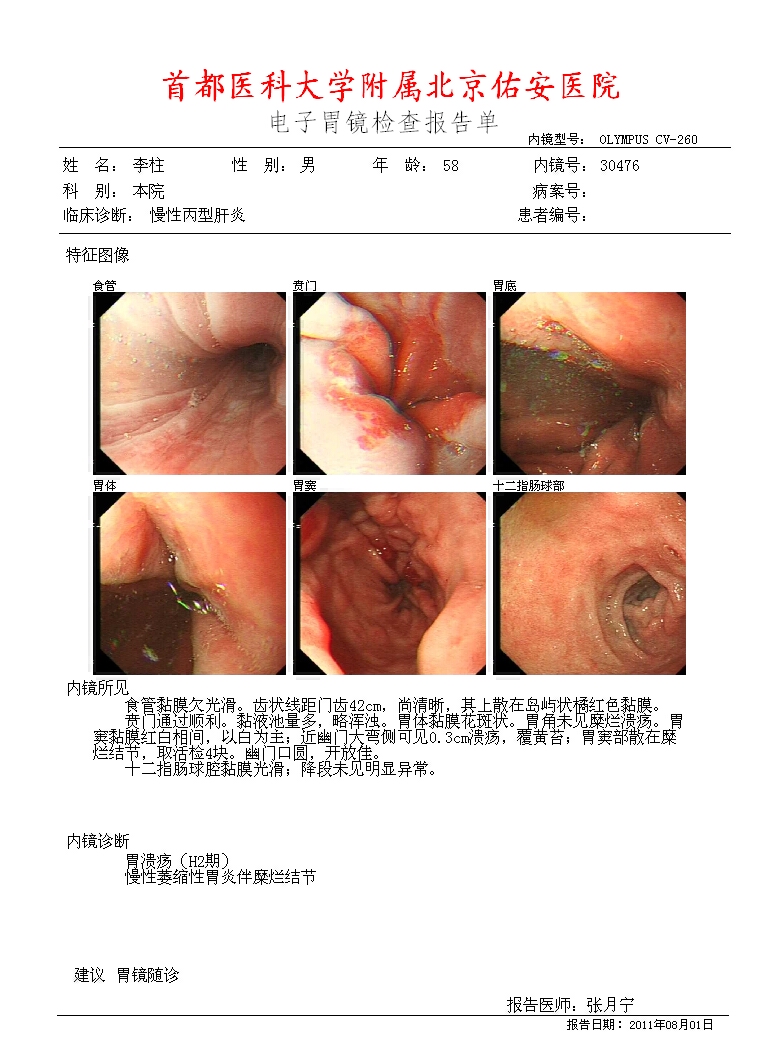 首都医科大学附属北京佑安医院
电子胃镜检查报告单
内镜型号： OLYMPUS CV-260
姓 名： 李柱 性 别： 男 年 龄： 58 内镜号： 30476
科 别： 本院 病案号：
临床诊断： 慢性丙型肝炎 患者编号：
特征图像
食管 贲门 胃底
胃体 胃窦 十二指肠球部
内镜所见
食管黏膜欠光滑。齿状线距门齿42cm，尚清晰，其上散在岛屿状橘红色黏膜。
贲门通过顺利。黏液池量多，略浑浊。胃体黏膜花斑状。胃角未见糜烂溃疡。胃
窦黏膜红白相间，以白为主；近幽门大弯侧可见0.3cm溃疡，覆黄苔；胃窦部散在糜
烂结节，取活检4块。幽门口圆，开放佳。
十二指肠球腔黏膜光滑；降段未见明显异常。
内镜诊断
胃溃疡（H2期）
慢性萎缩性胃炎伴糜烂结节
建议 胃镜随诊
报告医师： 张月宁
报告日期： 2011年08月01日